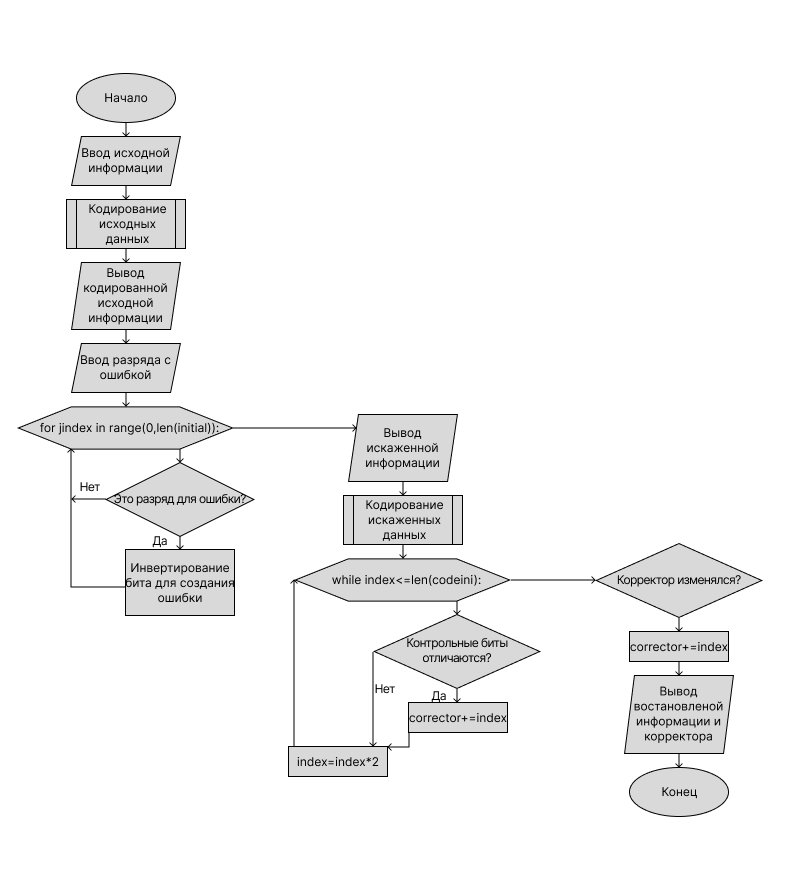 Начало
Ввод исходной
информации
Кодирование
исходных
данных
Вывод
кодированной
исходной
информации
Ввод разряда с
ошибкой
for jindex in range(0,len(initial)):
Это разряд для ошибки?
Нет
Да
Инвертирование
бита для создания
ошибки
Вывод
искаженной
информации
Кодирование
искаженных
данных
while index<=len(codeini):
Контрольные биты
отличаются?
Нет
Да
corrector+=index
index=index*2
Корректор изменялся?
corrector+=index
Вывод
востановленой
информации и
корректора
Конец